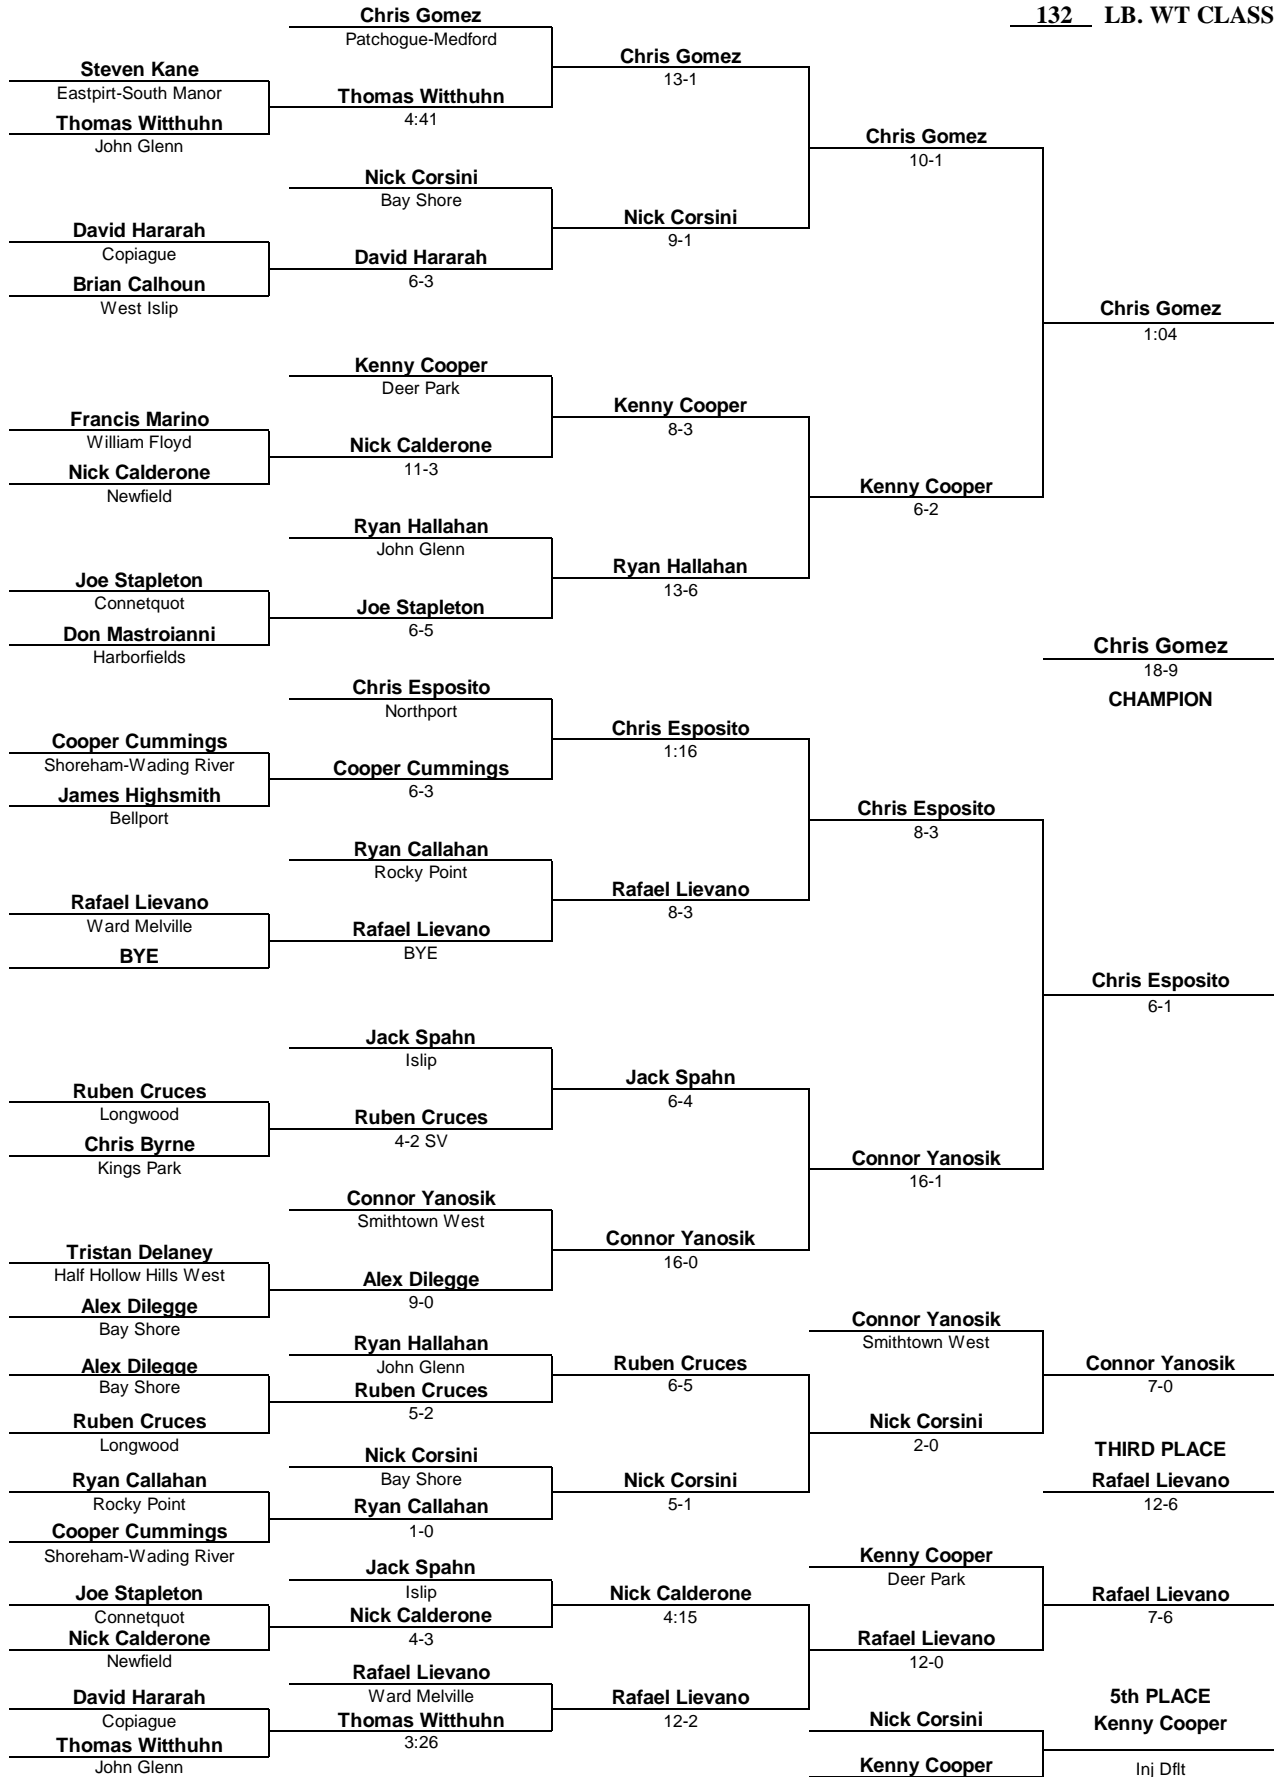 132 LB. WT CLASS
Chris Gomez
Patchogue-Medford
Steven Kane
Eastpirt-South Manor
Thomas Witthuhn
John Glenn
Thomas Witthuhn
4:41
Chris Gomez
13-1
Nick Corsini
Bay Shore
David Hararah
Copiague
Brian Calhoun
West Islip
David Hararah
6-3
Nick Corsini
9-1
Chris Gomez
10-1
Kenny Cooper
Deer Park
Francis Marino
William Floyd
Nick Calderone
Newfield
Nick Calderone
11-3
Kenny Cooper
8-3
Ryan Hallahan
John Glenn
Joe Stapleton
Connetquot
Don Mastroianni
Harborfields
Joe Stapleton
6-5
Ryan Hallahan
13-6
Kenny Cooper
6-2
Chris Gomez
1:04
Chris Gomez
18-9
CHAMPION
Chris Esposito
Northport
Cooper Cummings
Shoreham-Wading River
James Highsmith
Bellport
Cooper Cummings
6-3
Chris Esposito
1:16
Ryan Callahan
Rocky Point
Rafael Lievano
Ward Melville
BYE
Rafael Lievano
BYE
Rafael Lievano
8-3
Chris Esposito
8-3
Jack Spahn
Islip
Ruben Cruces
Longwood
Chris Byrne
Kings Park
Ruben Cruces
4-2 SV
Jack Spahn
6-4
Connor Yanosik
Smithtown West
Tristan Delaney
Half Hollow Hills West
Alex Dilegge
Bay Shore
Alex Dilegge
9-0
Connor Yanosik
16-0
Connor Yanosik
16-1
Chris Esposito
6-1
Alex Dilegge
Bay Shore
Ruben Cruces
Longwood
Ryan Hallahan
John Glenn
Ruben Cruces
5-2
Ruben Cruces
6-5
Ryan Callahan
Rocky Point
Cooper Cummings
Shoreham-Wading River
Nick Corsini
Bay Shore
Ryan Callahan
1-0
Nick Corsini
5-1
Connor Yanosik
Smithtown West
Nick Corsini
2-0
Connor Yanosik
7-0
THIRD PLACE
Rafael Lievano
12-6
Joe Stapleton
Connetquot
Nick Calderone
Newfield
Jack Spahn
Islip
Nick Calderone
4-3
Nick Calderone
4:15
David Hararah
Copiague
Thomas Witthuhn
John Glenn
Rafael Lievano
Ward Melville
Thomas Witthuhn
3:26
Rafael Lievano
12-2
Kenny Cooper
Deer Park
Rafael Lievano
12-0
Rafael Lievano
7-6
Nick Corsini
Kenny Cooper
5th PLACE
Kenny Cooper
Inj Dflt